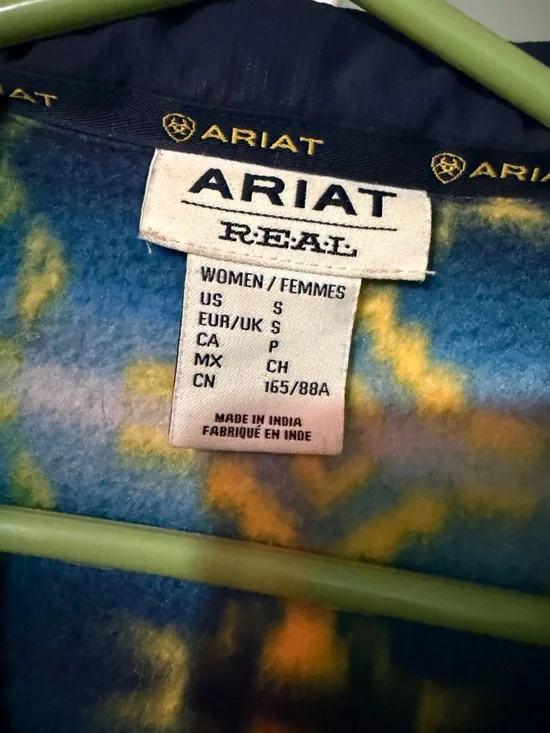 ARIAT
ARIAT
ARIAT
ARIAT
R·E·A·L
WOMEN / FEMMES
US S
EUR/UK S
CA P
MX CH
CN 165/88A
MADE IN INDIA
FABRIQUÉ EN INDE